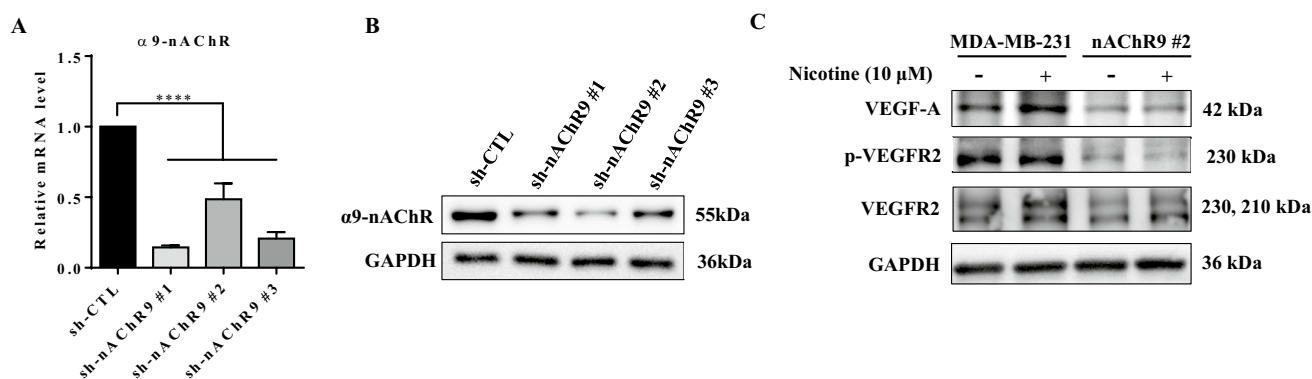 A
α9-nAChR
Relative mRNA level
1.5
1.0
0.5
0.0
****
sh-CTL
sh-nAChR9 #1
sh-nAChR9 #2
sh-nAChR9 #3
B
sh-CTL
sh-nAChR9 #1
sh-nAChR9 #2
sh-nAChR9 #3
α9-nAChR 55kDa
GAPDH 36kDa
C
MDA-MB-231 nAChR9 #2
Nicotine (10 μM) - + - +
VEGF-A 42 kDa
p-VEGFR2 230 kDa
VEGFR2 230, 210 kDa
GAPDH 36 kDa